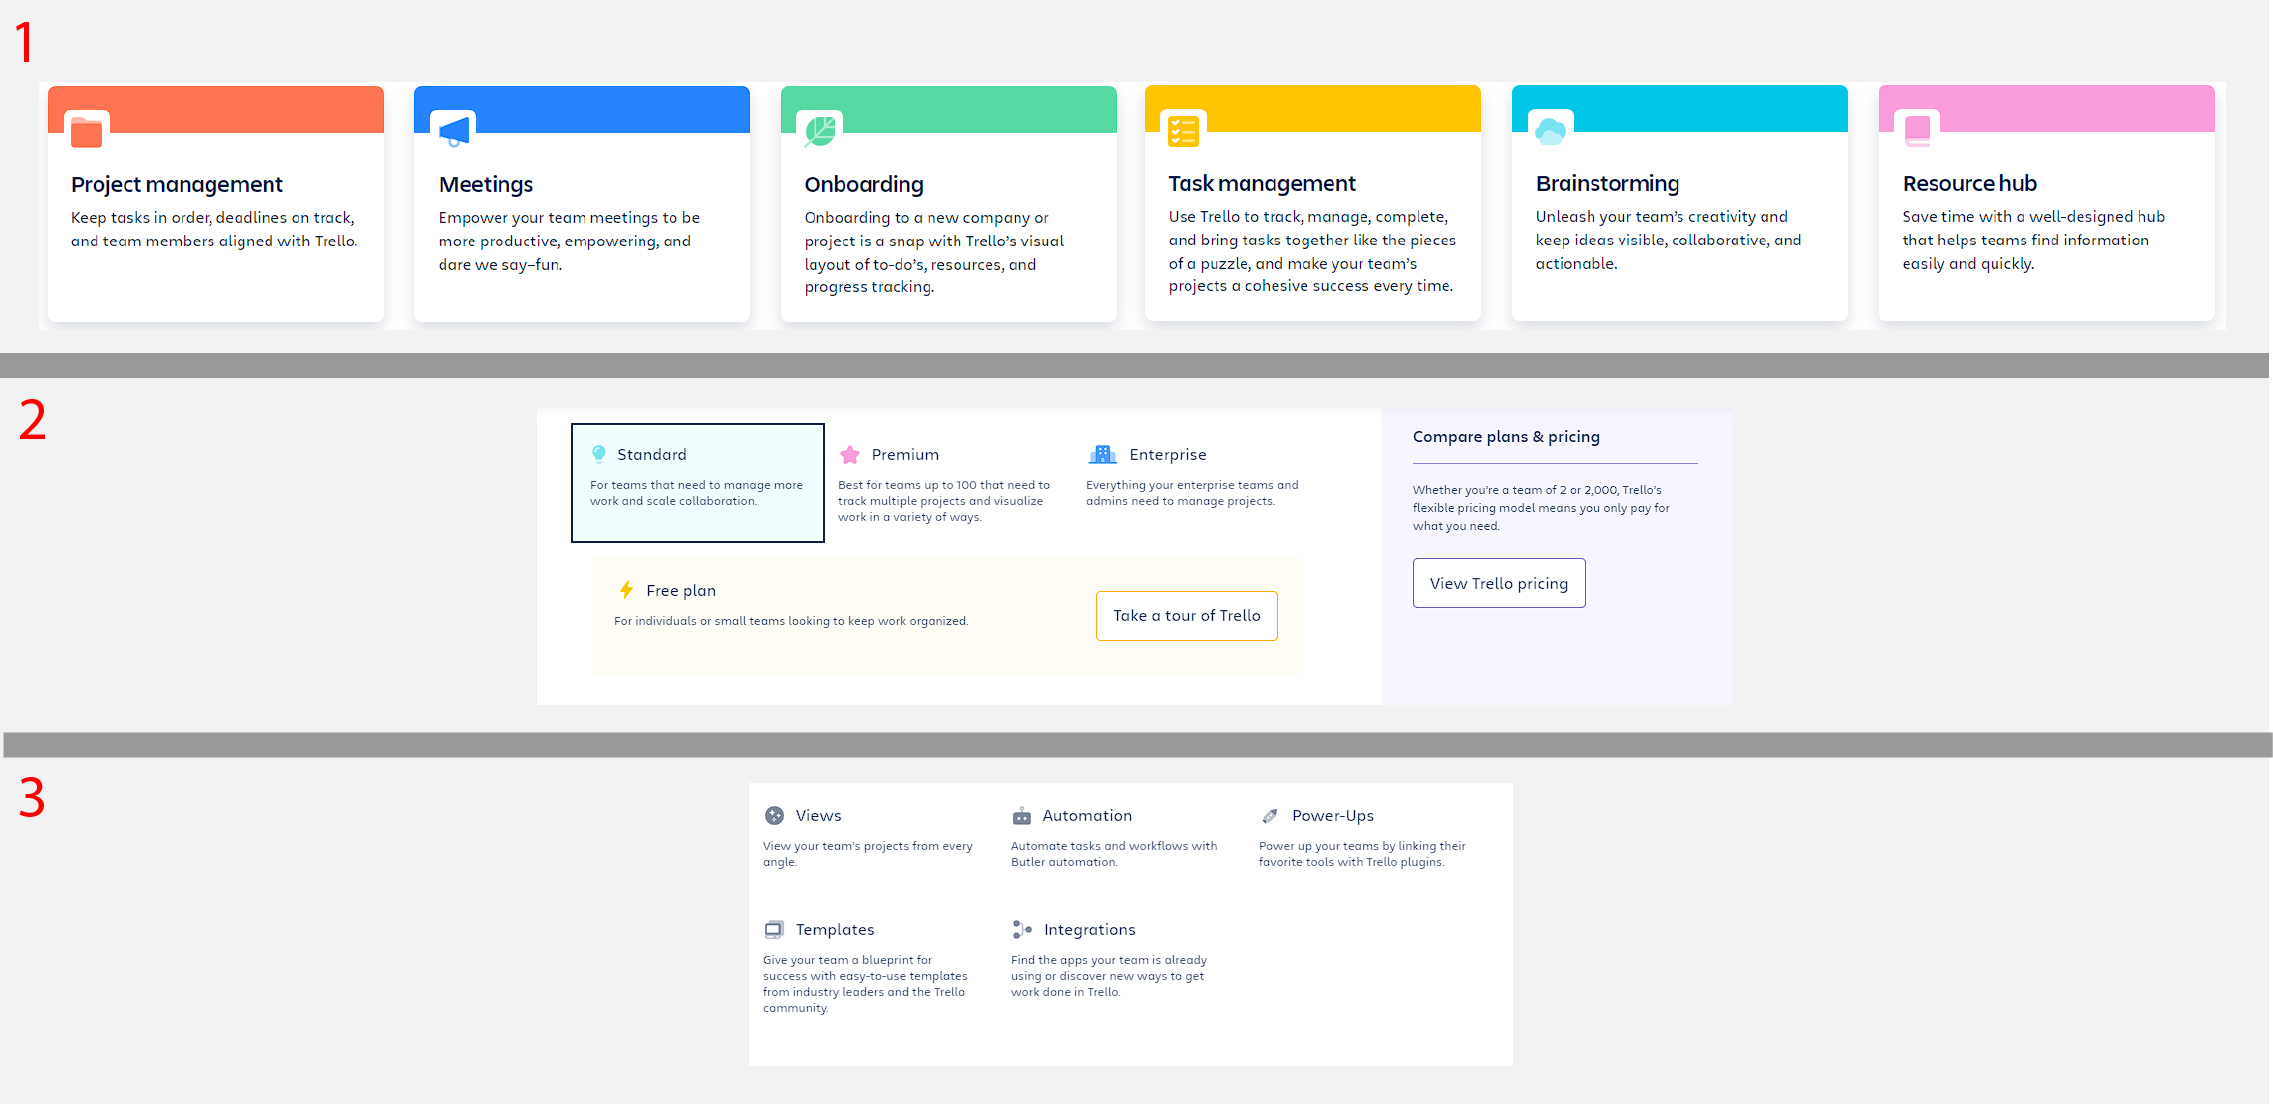 1
Project management
Keep tasks in order, deadlines on track,
and team members aligned with Trello.
Meetings
Empower your team meetings to be
more productive, empowering, and
dare we say–fun.
Onboarding
Onboarding to a new company or
project is a snap with Trello’s visual
layout of to-do’s, resources, and
progress tracking.
Task management
Use Trello to track, manage, complete,
and bring tasks together like the pieces
of a puzzle, and make your team’s
projects a cohesive success every time.
Brainstorming
Unleash your team’s creativity and
keep ideas visible, collaborative, and
actionable.
Resource hub
Save time with a well-designed hub
that helps teams find information
easily and quickly.
2
Standard
For teams that need to manage more
work and scale collaboration.
Premium
Best for teams up to 100 that need to
track multiple projects and visualize
work in a variety of ways.
Enterprise
Everything your enterprise teams and
admins need to manage projects.
Free plan
For individuals or small teams looking to keep work organized.
Take a tour of Trello
Compare plans & pricing
Whether you’re a team of 2 or 2,000, Trello’s
flexible pricing model means you only pay for
what you need.
View Trello pricing
3
Views
View your team’s projects from every
angle.
Automation
Automate tasks and workflows with
Butler automation.
Power-Ups
Power up your teams by linking their
favorite tools with Trello plugins.
Templates
Give your team a blueprint for
success with easy-to-use templates
from industry leaders and the Trello
community.
Integrations
Find the apps your team is already
using or discover new ways to get
work done in Trello.